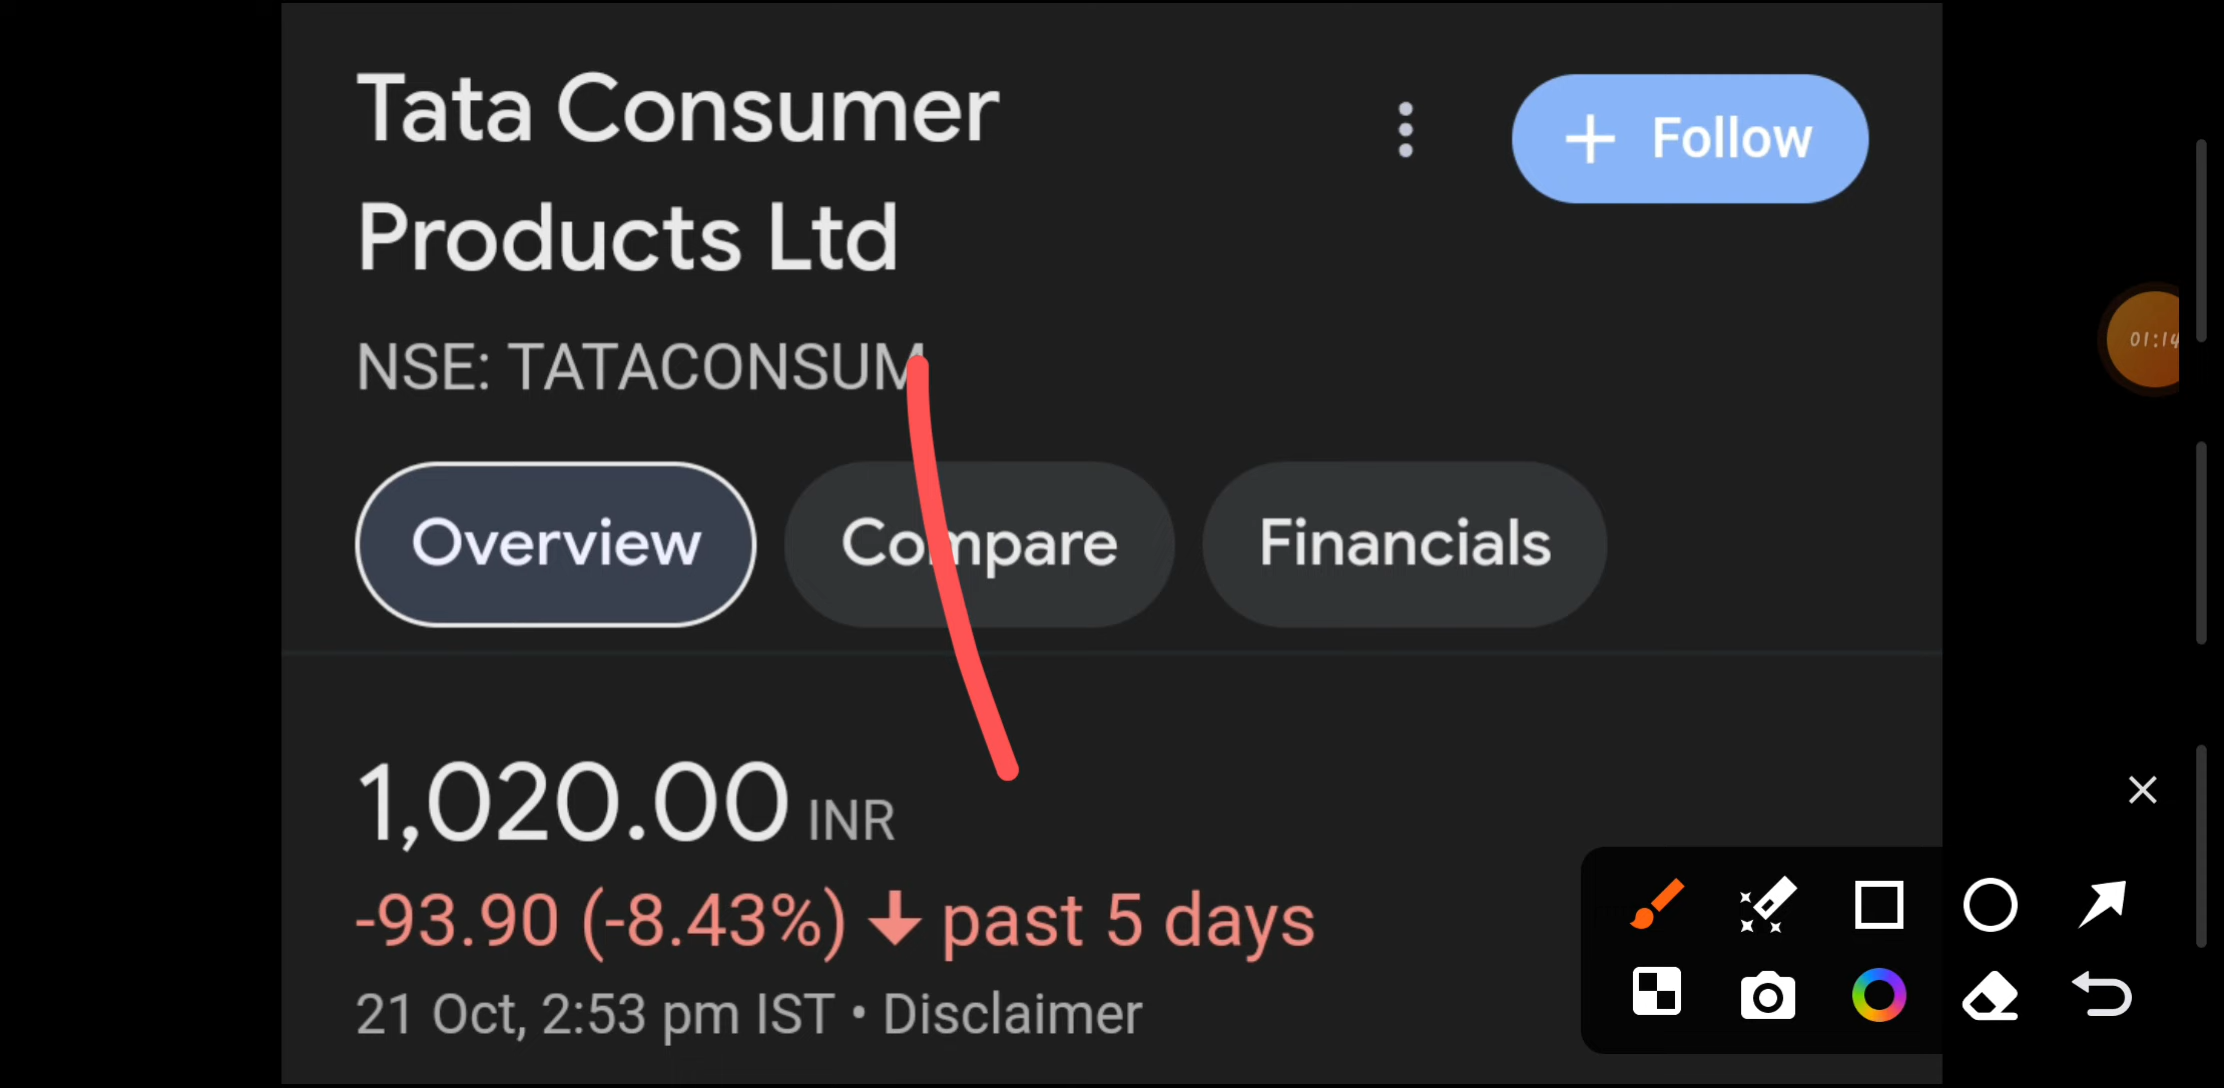 Tata Consumer
Products Ltd
+ Follow
NSE: TATACONSUM
Overview
Compare
Financials
1,020.00 INR
-93.90 (-8.43%) ↓ past 5 days
21 Oct, 2:53 pm IST • Disclaimer
01:14